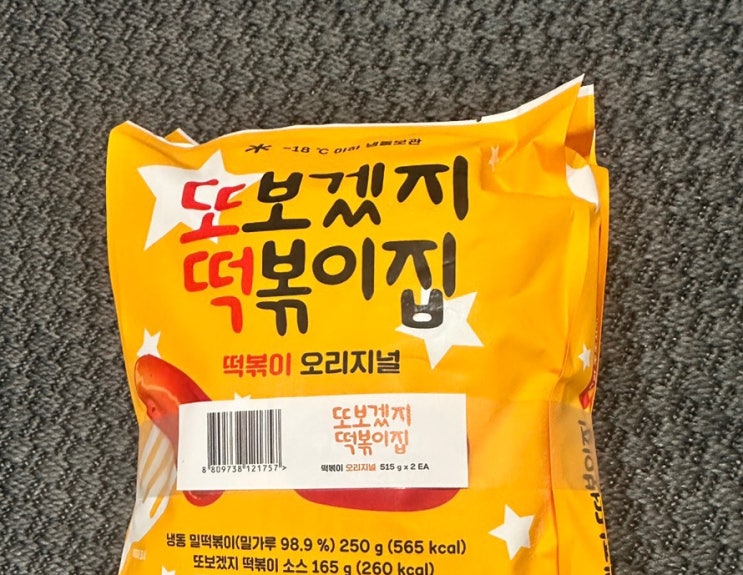 -18 ℃ 이하 냉동보관
또보겠지
떡볶이집
떡볶이 오리지널
또보겠지
떡볶이집
8 809738 121757 >
떡볶이 오리지널 515 g x 2 EA
냉동 밀떡볶이(밀가루 98.9 %) 250 g (565 kcal)
또보겠지 떡볶이 소스 165 g (260 kcal)